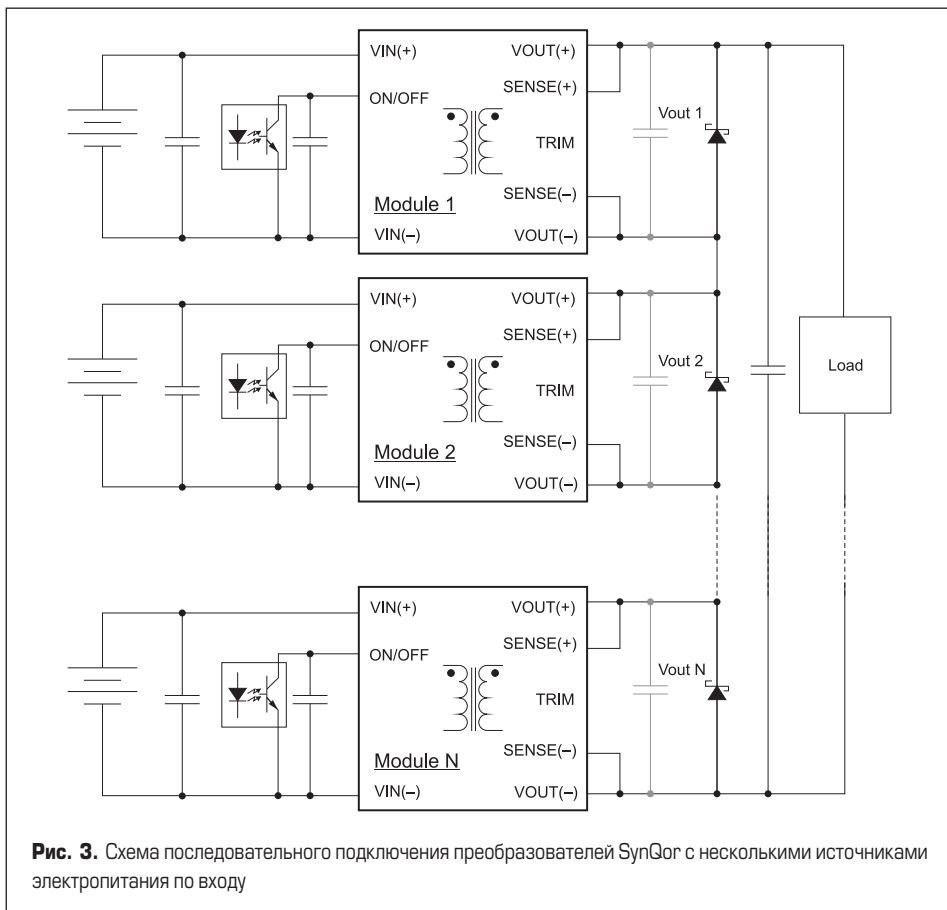 VIN(+)
VOUT(+)
SENSE(+)
ON/OFF
Vout 1
TRIM
SENSE(–)
Module 1
VIN(–)
VOUT(–)
VIN(+)
VOUT(+)
SENSE(+)
ON/OFF
Vout 2
Load
TRIM
SENSE(–)
Module 2
VIN(–)
VOUT(–)
VIN(+)
VOUT(+)
SENSE(+)
ON/OFF
Vout N
TRIM
SENSE(–)
Module N
VIN(–)
VOUT(–)
Рис. 3. Схема последовательного подключения преобразователей SynQor с несколькими источниками
электропитания по входу